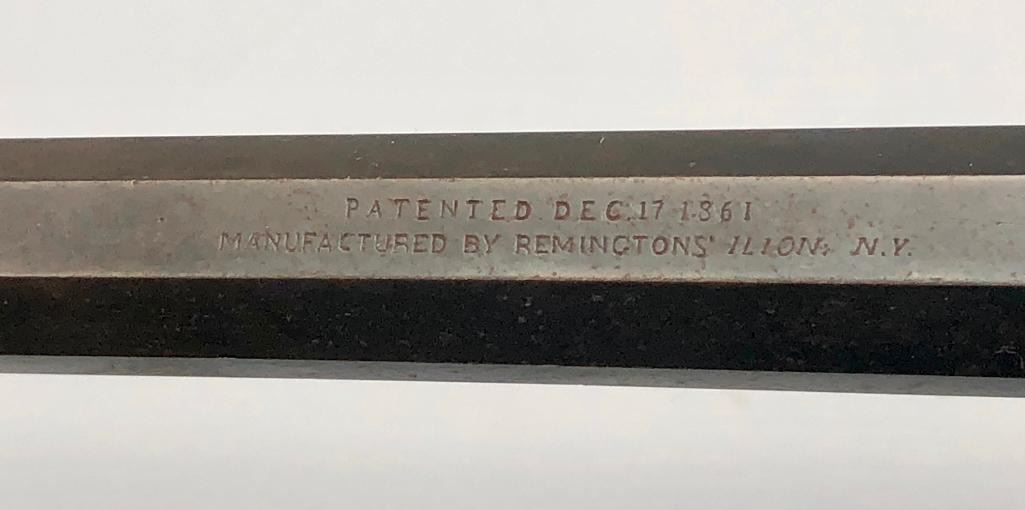 PATENTED DEC. 17 1861
MANUFACTURED BY REMINGTONS' ILION, N.Y.